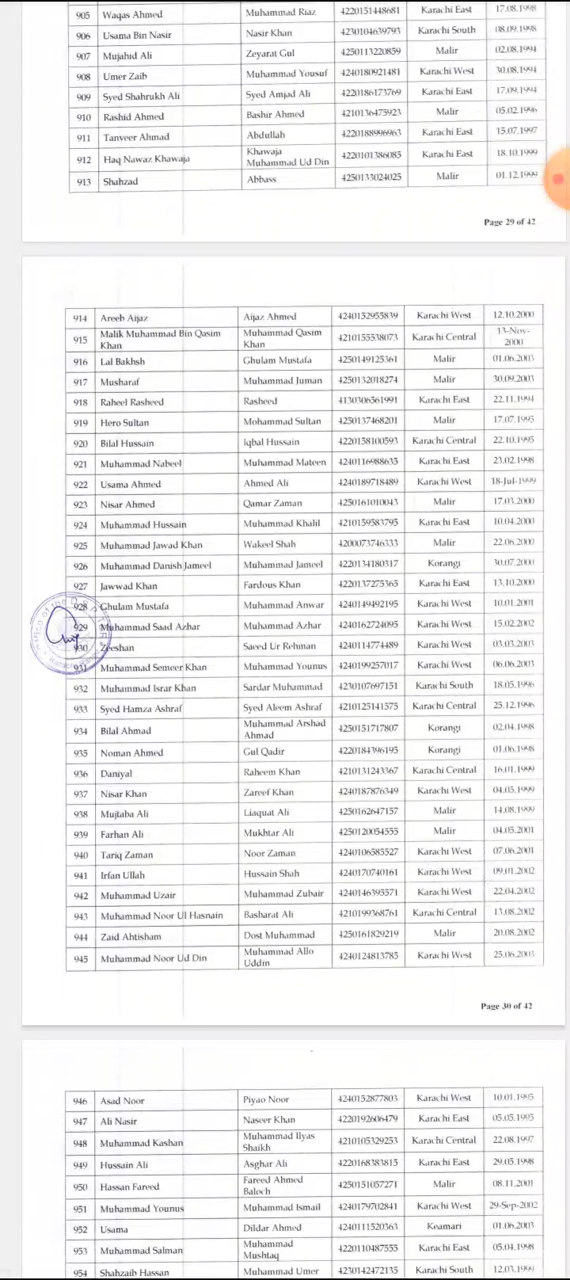 905 Waqas Ahmed Muhammad Riaz 4220151448681 Karachi East 17.08.1998
906 Usama Bin Nasir Nasir Khan 4230104639793 Karachi South 08.09.1998
907 Mujahid Ali Zeyarat Gul 4250113220859 Malir 02.08.1994
908 Umer Zaib Muhammad Yousuf 4240180921481 Karachi West 30.08.1994
909 Syed Shahrukh Ali Syed Amjad Ali 4220186173769 Karachi East 17.09.1994
910 Rashid Ahmed Bashir Ahmed 4210136475923 Malir 05.02.1996
911 Tanveer Ahmad Abdullah 4220188996963 Karachi East 15.07.1997
912 Haq Nawaz Khawaja Khawaja Muhammad Ud Din 4220101386085 Karachi East 18.10.1999
913 Shahzad Abbass 4250133024025 Malir 01.12.1999
Page 29 of 42
914 Areeb Aijaz Aijaz Ahmed 4240152955839 Karachi West 12.10.2000
915 Malik Muhammad Bin Qasim Khan Muhammad Qasim Khan 4210155538073 Karachi Central 13-Nov-2000
916 Lal Bakhsh Ghulam Mustafa 4250149125361 Malir 01.06.2003
917 Musharaf Muhammad Juman 4250132018274 Malir 30.09.2003
918 Raheel Rasheed Rasheed 4130306561991 Karachi East 22.11.1994
919 Hero Sultan Mohammad Sultan 4250137468201 Malir 17.07.1995
920 Bilal Hussain Iqbal Hussain 4220158100593 Karachi Central 22.10.1995
921 Muhammad Nabeel Muhammad Mateen 4240116988635 Karachi East 23.02.1998
922 Usama Ahmed Ahmed Ali 4240189718489 Karachi West 18-Jul-1999
923 Nisar Ahmed Qamar Zaman 4250161010043 Malir 17.03.2000
924 Muhammad Hussain Muhammad Khalil 4210159583795 Karachi East 10.04.2000
925 Muhammad Jawad Khan Wakeel Shah 4200073746333 Malir 22.06.2000
926 Muhammad Danish Jameel Muhammad Jameel 4220134180317 Korangi 30.07.2000
927 Jawwad Khan Fardous Khan 4220137275365 Karachi East 13.10.2000
928 Ghulam Mustafa Muhammad Anwar 4240149492195 Karachi West 10.01.2001
929 Muhammad Saad Azhar Muhammad Azhar 4240162724095 Karachi West 15.02.2002
930 Zeeshan Saeed Ur Rehman 4240114774489 Karachi West 03.03.2003
931 Muhammad Semeer Khan Muhammad Younus 4240199257017 Karachi West 06.06.2003
932 Muhammad Israr Khan Sardar Muhammad 4230107697151 Karachi South 18.05.1996
933 Syed Hamza Ashraf Syed Aleem Ashraf 4210125141575 Karachi Central 25.12.1996
934 Bilal Ahmad Muhammad Arshad Ahmad 4250151717807 Korangi 02.04.1998
935 Noman Ahmed Gul Qadir 4220184396195 Korangi 01.06.1998
936 Daniyal Raheem Khan 4210131243367 Karachi Central 16.01.1999
937 Nisar Khan Zareef Khan 4240187876349 Karachi West 04.05.1999
938 Mujtaba Ali Liaquat Ali 4250162647157 Malir 14.08.1999
939 Farhan Ali Mukhtar Ali 4250120054555 Malir 04.05.2001
940 Tariq Zaman Noor Zaman 4240106585527 Karachi West 07.06.2001
941 Irfan Ullah Hussain Shah 4240170740161 Karachi West 09.01.2002
942 Muhammad Uzair Muhammad Zubair 4240146395571 Karachi West 22.04.2002
943 Muhammad Noor Ul Hasnain Basharat Ali 4210199368761 Karachi Central 13.08.2002
944 Zaid Ahtisham Dost Muhammad 4250161829219 Malir 20.08.2002
945 Muhammad Noor Ud Din Muhammad Allo Uddin 4240124813785 Karachi West 25.06.2003
Page 30 of 42
946 Asad Noor Piyao Noor 4240152877803 Karachi West 10.01.1995
947 Ali Nasir Naseer Khan 4220192606479 Karachi East 05.05.1995
948 Muhammad Kashan Muhammad Ilyas Shaikh 4210105329253 Karachi Central 22.08.1997
949 Hussain Ali Asghar Ali 4220168383815 Karachi East 29.05.1998
950 Hassan Fareed Fareed Ahmed Baloch 4250151057271 Malir 08.11.2001
951 Muhammad Younus Muhammad Ismail 4240179702841 Karachi West 29-Sep-2002
952 Usama Dildar Ahmed 4240111520363 Keamari 01.06.2003
953 Muhammad Salman Muhammad Mushtaq 4220110487555 Karachi East 05.04.1998
954 Shahzaib Hassan Muhammad Umer 4230142472135 Karachi South 12.03.1999